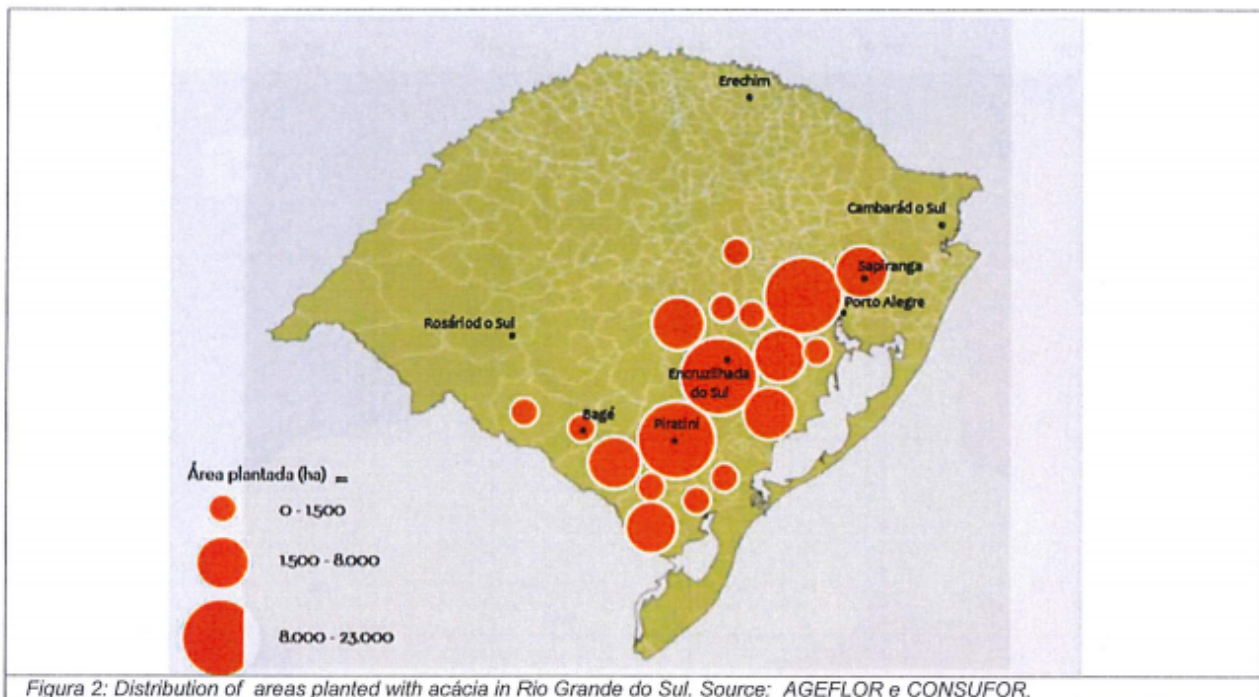 Erechim
Cambarád o Sul
Sapiranga
Porto Alegre
Rosáriod o Sul
Encruzilhada
do Sul
Bagé
Piratini
Área plantada (ha)
0 - 1.500
1.500 - 8.000
8.000 - 23.000
Figura 2: Distribution of areas planted with acácia in Rio Grande do Sul. Source: AGEFLOR e CONSUFOR.